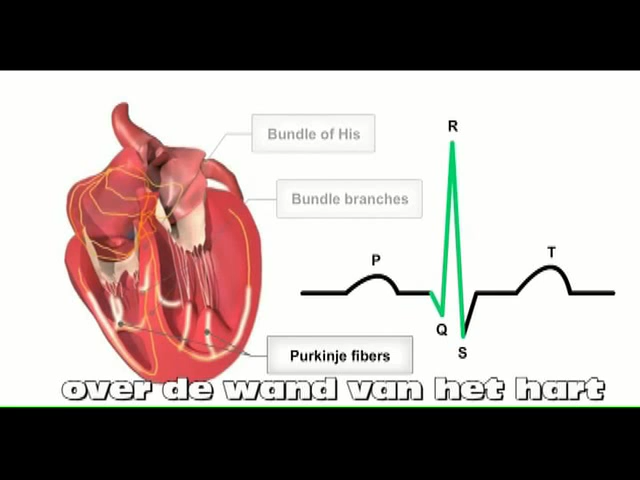 Bundle of His
Bundle branches
Purkinje fibers
R
P
T
Q
S
over de wand van het hart